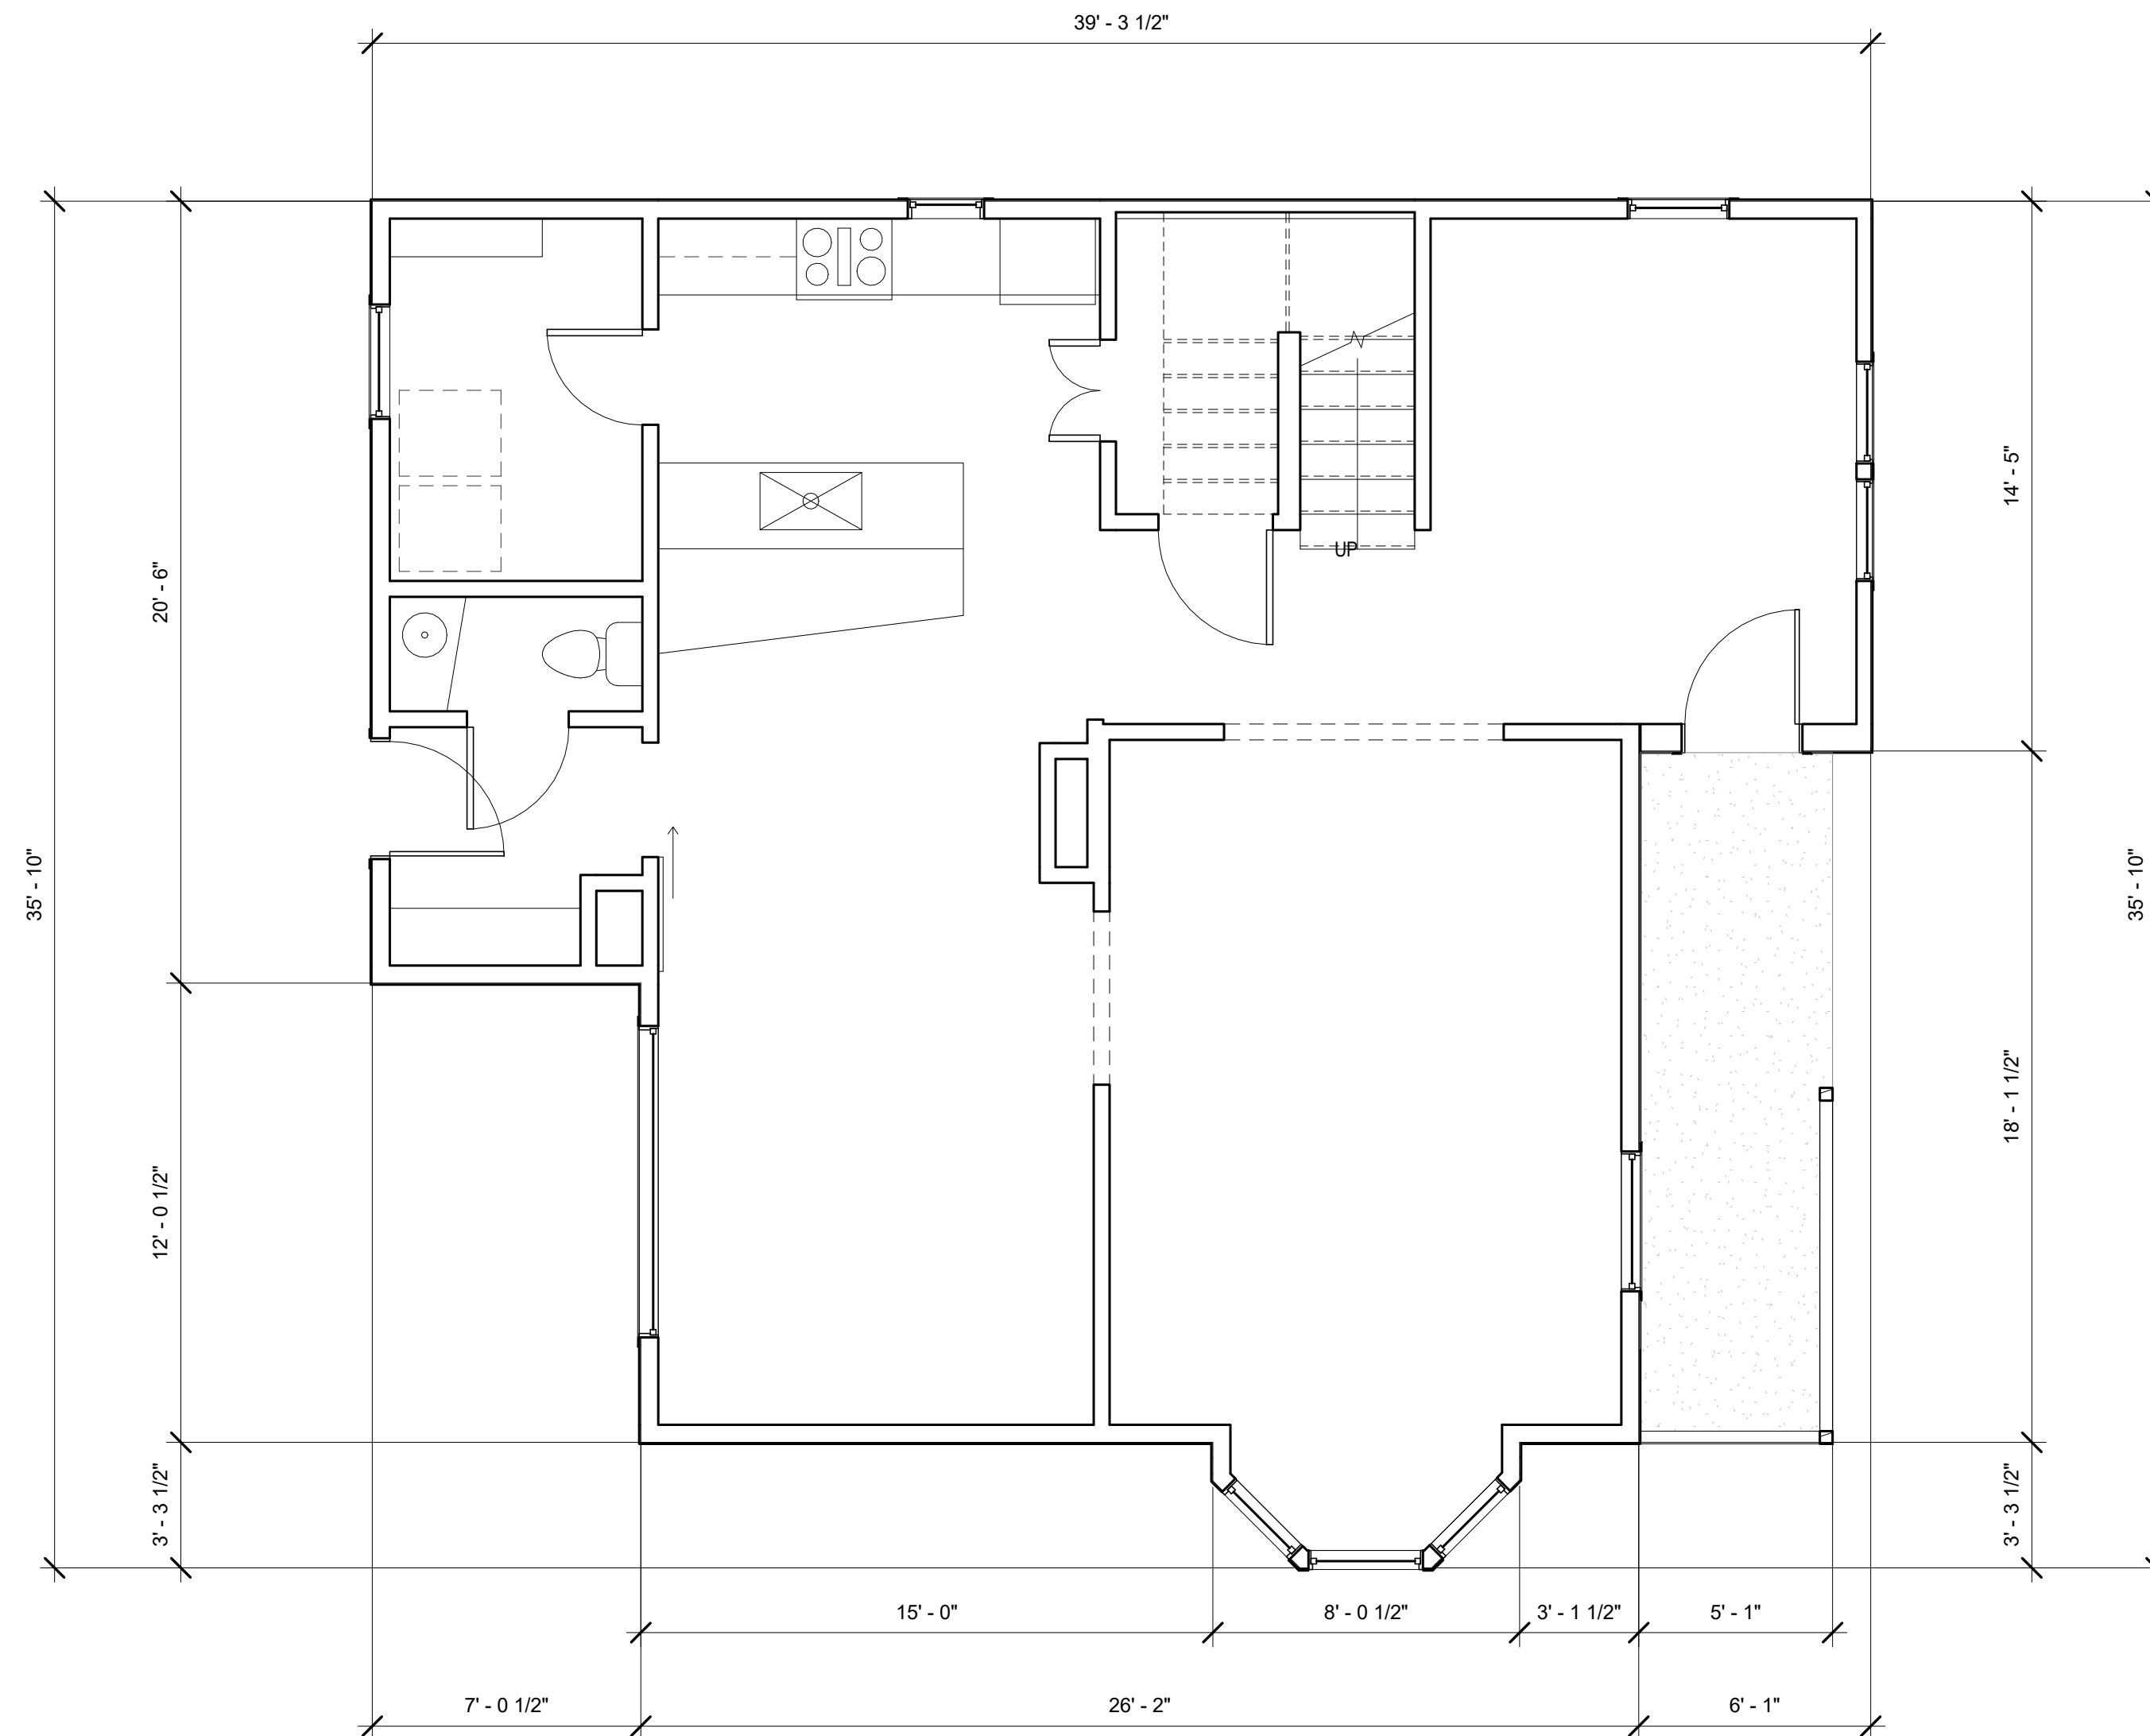 39' - 3 1/2"
14' - 5"
UP
20' - 6"
35' - 10"
35' - 10"
18' - 1 1/2"
12' - 0 1/2"
3' - 3 1/2"
3' - 3 1/2"
15' - 0"
8' - 0 1/2"
3' - 1 1/2"
5' - 1"
7' - 0 1/2"
26' - 2"
6' - 1"